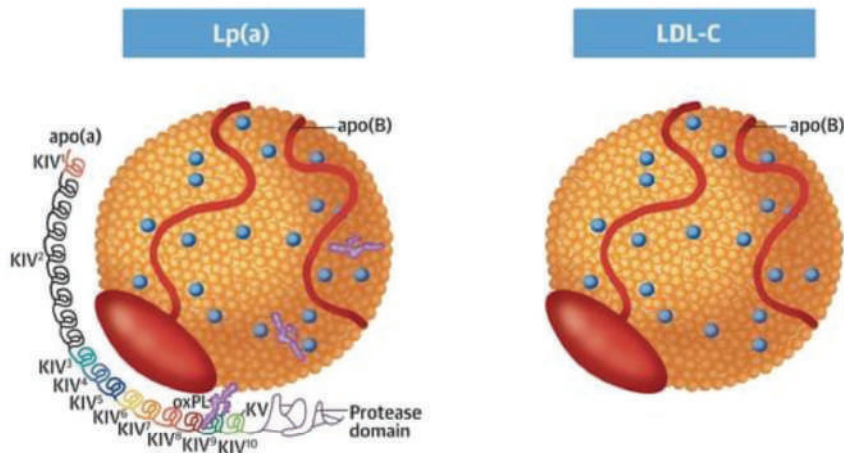 Lp(a)
LDL-C
apo(B)
apo(a)
KIV¹
KIV²
KIV³
KIV⁴
KIV⁵
KIV⁶
KIV⁷
KIV⁸
KIV⁹
KIV¹⁰
oxPL
KV
Protease
domain
apo(B)